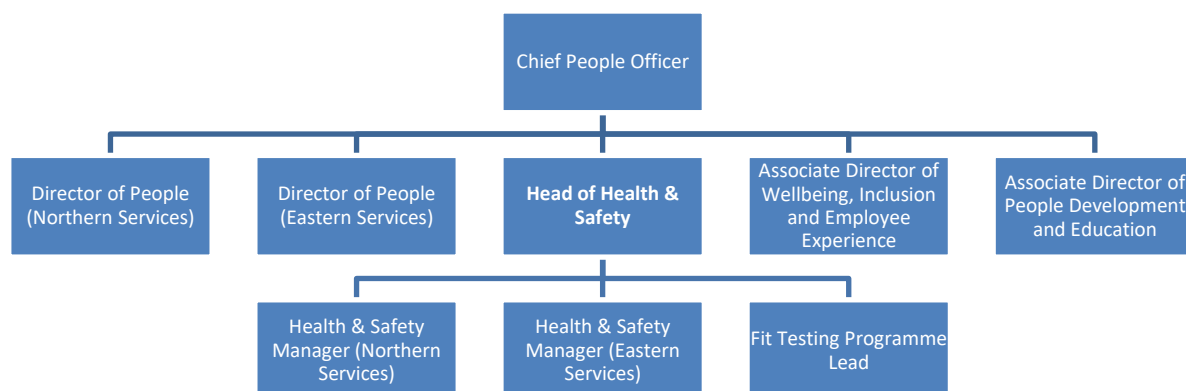 Chief People Officer
Director of People
(Northern Services)
Director of People
(Eastern Services)
Head of Health &
Safety
Associate Director of
Wellbeing, Inclusion
and Employee
Experience
Associate Director of
People Development
and Education
Health & Safety
Manager (Northern
Services)
Health & Safety
Manager (Eastern
Services)
Fit Testing Programme
Lead